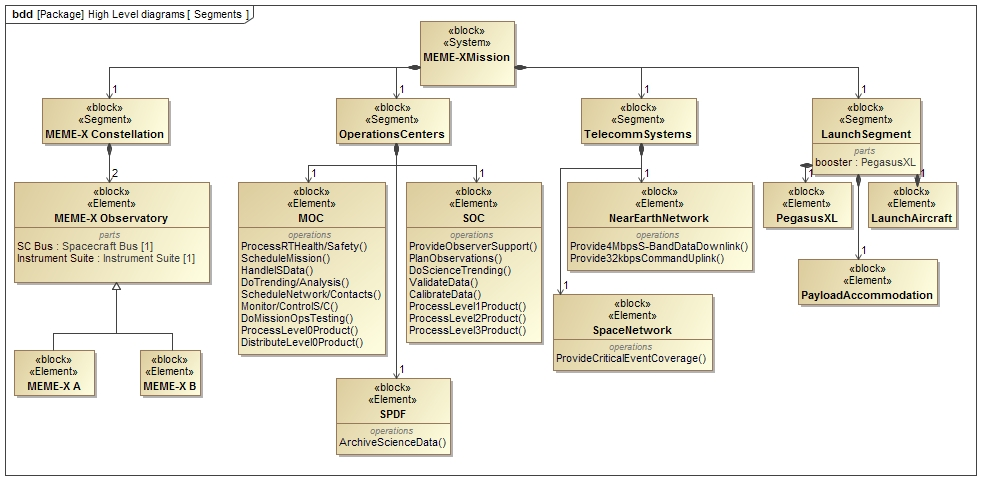 bdd [Package] High Level diagrams [ Segments ]
«block»
«System»
MEME-XMission
1
1
1
1
«block»
«Segment»
MEME-X Constellation
«block»
«Segment»
OperationsCenters
«block»
«Segment»
TelecommSystems
«block»
«Segment»
LaunchSegment
parts
booster : PegasusXL
2
1
1
1
1
1
«block»
«Element»
MEME-X Observatory
parts
SC Bus : Spacecraft Bus [1]
Instrument Suite : Instrument Suite [1]
«block»
«Element»
MOC
operations
ProcessRTHealth/Safety()
ScheduleMission()
HandleISData()
DoTrending/Analysis()
ScheduleNetwork/Contacts()
Monitor/ControlS/C()
DoMissionOpsTesting()
ProcessLevel0Product()
DistributeLevel0Product()
«block»
«Element»
SOC
operations
ProvideObserverSupport()
PlanObservations()
DoScienceTrending()
ValidateData()
CalibrateData()
ProcessLevel1Product()
ProcessLevel2Product()
ProcessLevel3Product()
«block»
«Element»
NearEarthNetwork
operations
Provide4MbpsS-BandDataDownlink()
Provide32kbpsCommandUplink()
«block»
«Element»
PegasusXL
«block»
«Element»
LaunchAircraft
1
«block»
«Element»
PayloadAccommodation
1
«block»
«Element»
SpaceNetwork
operations
ProvideCriticalEventCoverage()
«block»
«Element»
MEME-X A
«block»
«Element»
MEME-X B
1
«block»
«Element»
SPDF
operations
ArchiveScienceData()